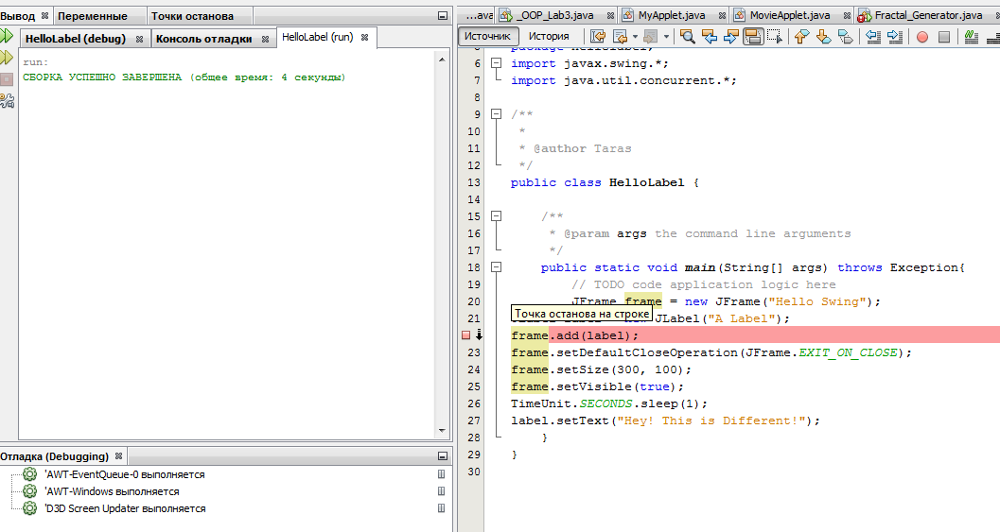 Вывод Переменные Точки останова
HelloLabel (debug) Консоль отладки HelloLabel (run)
run:
СБОРКА УСПЕШНО ЗАВЕРШЕНА (общее время: 4 секунды)
Отладка (Debugging)
'AWT-EventQueue-0 выполняется
'AWT-Windows выполняется
'D3D Screen Updater выполняется
...ava _OOP_Lab3.java MyApplet.java MovieApplet.java Fractal_Generator.java
Источник История
6 import javax.swing.*;
7 import java.util.concurrent.*;
8
9 /**
10 *
11 * @author Taras
12 */
13 public class HelloLabel {
14
15 /**
16 * @param args the command line arguments
17 */
18 public static void main(String[] args) throws Exception{
19 // TODO code application logic here
20 JFrame frame = new JFrame("Hello Swing");
Точка останова на строке
21 JLabel("A Label");
frame.add(label);
23 frame.setDefaultCloseOperation(JFrame.EXIT_ON_CLOSE);
24 frame.setSize(300, 100);
25 frame.setVisible(true);
26 TimeUnit.SECONDS.sleep(1);
27 label.setText("Hey! This is Different!");
28 }
29 }
30